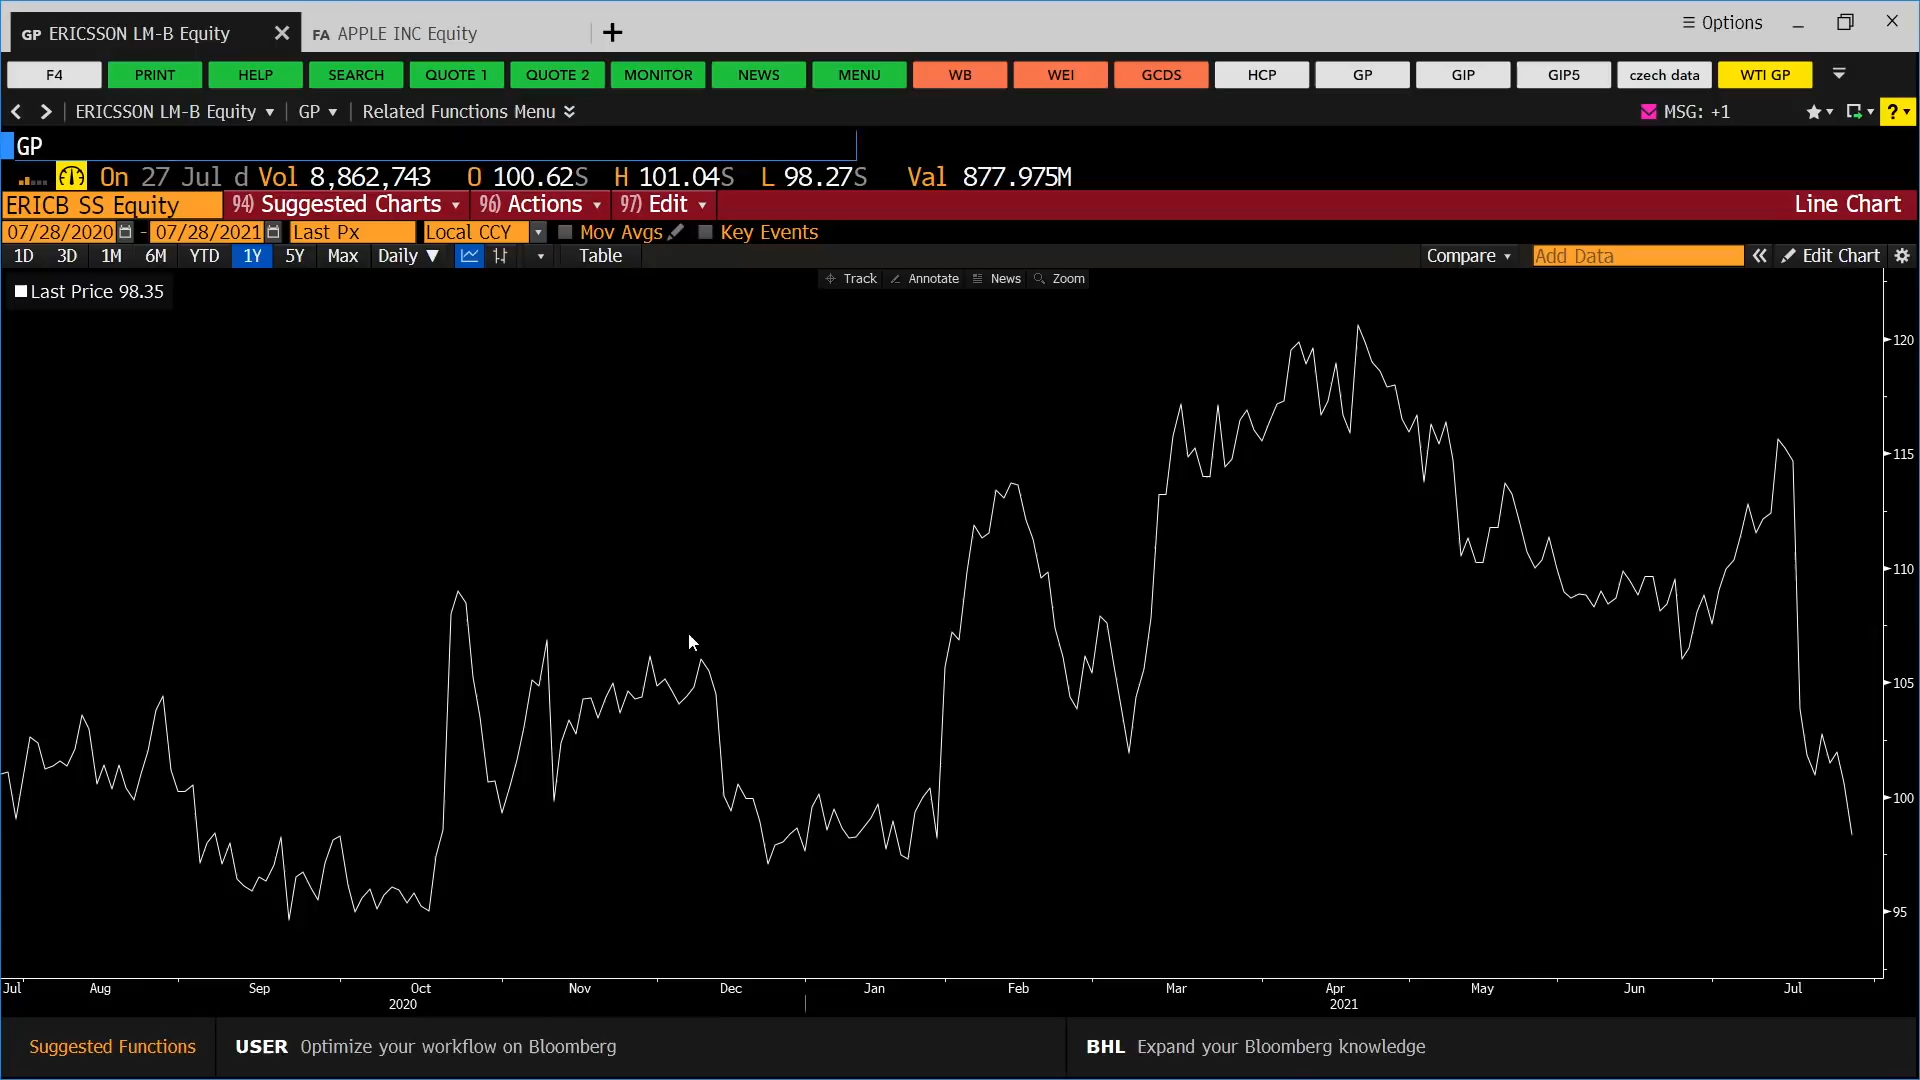 GP ERICSSON LM-B Equity FA APPLE INC Equity Options
F4 PRINT HELP SEARCH QUOTE 1 QUOTE 2 MONITOR NEWS MENU WB WEI GCDS HCP GP GIP GIP5 czech data WTI GP
ERICSSON LM-B Equity GP Related Functions Menu MSG: +1 ?
GP
On 27 Jul d Vol 8,862,743 O 100.62S H 101.04S L 98.27S Val 877.975M
ERICB SS Equity 94) Suggested Charts 96) Actions 97) Edit Line Chart
07/28/2020 - 07/28/2021 Last Px Local CCY Mov Avgs Key Events
1D 3D 1M 6M YTD 1Y 5Y Max Daily Table Compare Add Data Edit Chart
Track Annotate News Zoom
Last Price 98.35
120
115
110
105
100
95
Jul Aug Sep Oct Nov Dec Jan Feb Mar Apr May Jun Jul
2020 2021
Suggested Functions USER Optimize your workflow on Bloomberg BHL Expand your Bloomberg knowledge